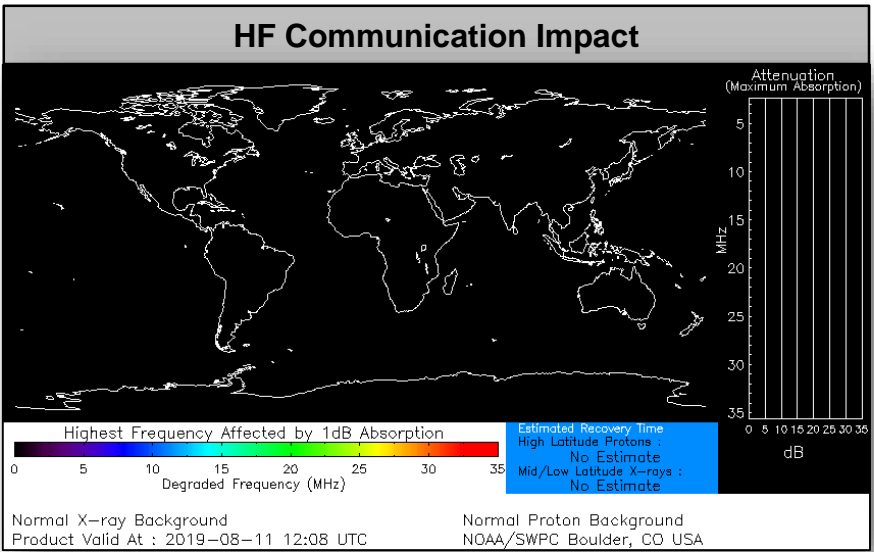 HF Communication Impact
Attenuation
(Maximum Absorption)
5
10
15
20
25
30
35
MHz
0 5 10 15 20 25 30 35
dB
Highest Frequency Affected by 1dB Absorption
0 5 10 15 20 25 30 35
Degraded Frequency (MHz)
Estimated Recovery Time
High Latitude Protons :
No Estimate
Mid/Low Latitude X-rays :
No Estimate
Normal X-ray Background
Normal Proton Background
Product Valid At : 2019-08-11 12:08 UTC
NOAA/SWPC Boulder, CO USA